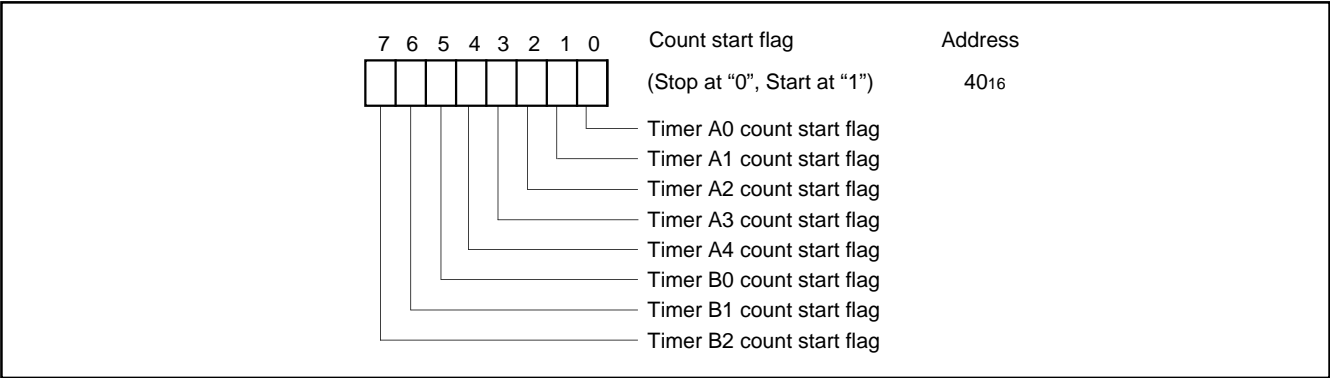 7 6 5 4 3 2 1 0 Count start flag Address
(Stop at “0”, Start at “1”) 4016
Timer A0 count start flag
Timer A1 count start flag
Timer A2 count start flag
Timer A3 count start flag
Timer A4 count start flag
Timer B0 count start flag
Timer B1 count start flag
Timer B2 count start flag